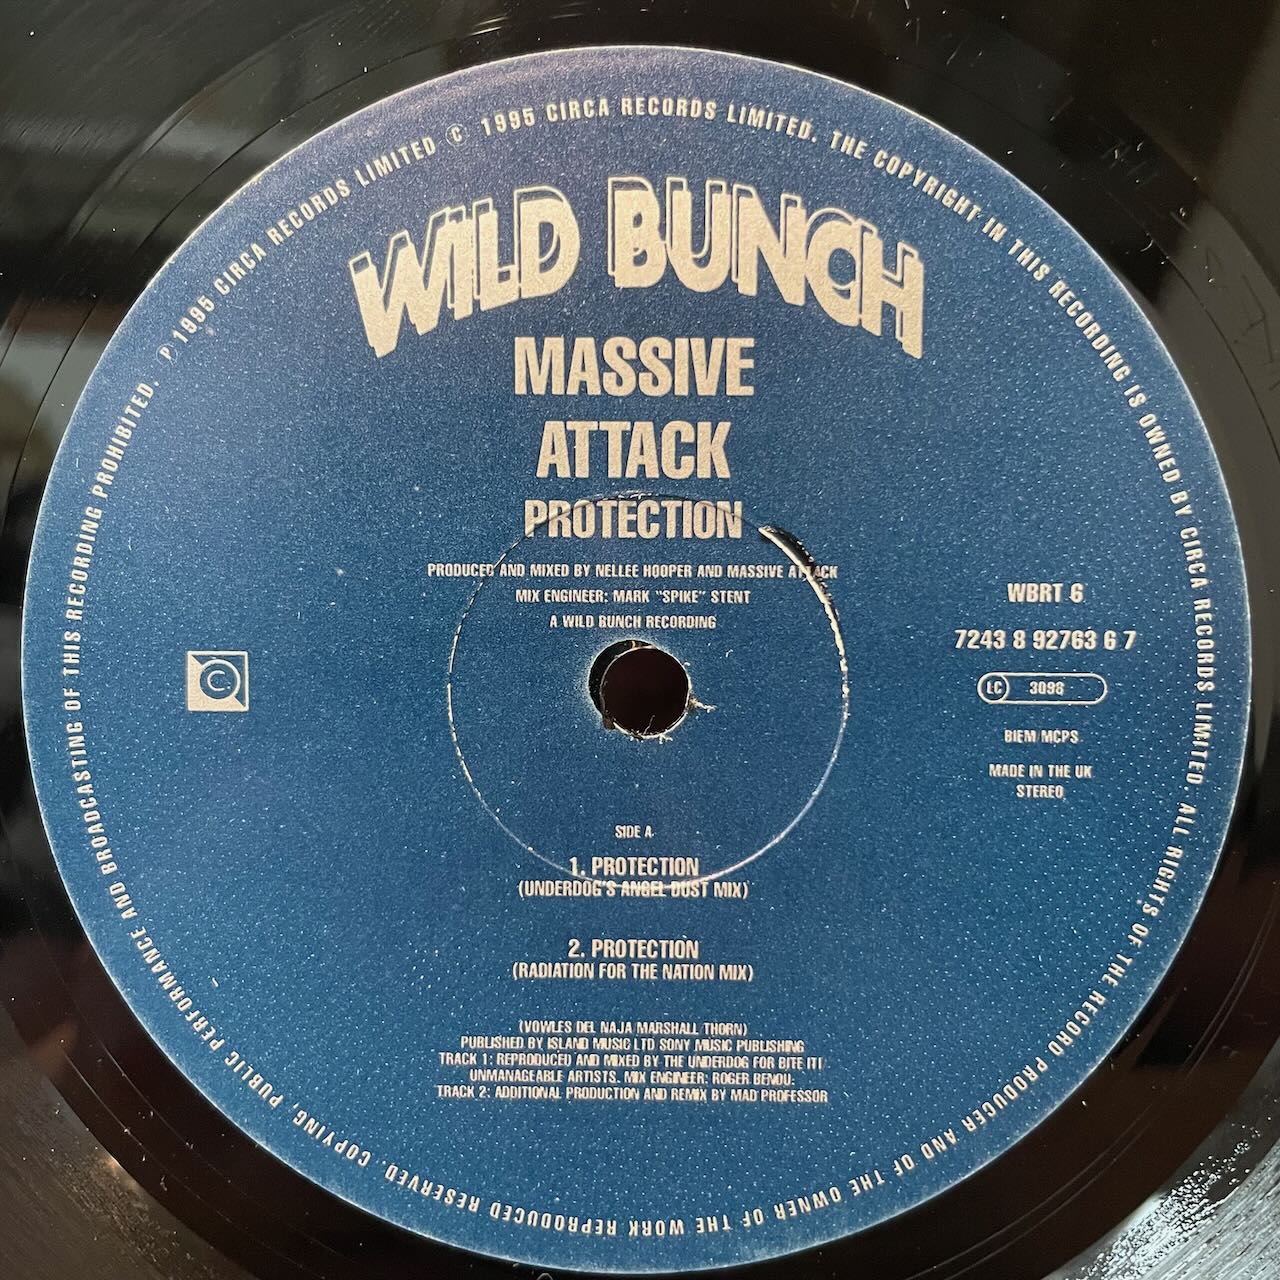 ℗ 1995 CIRCA RECORDS LIMITED © 1995 CIRCA RECORDS LIMITED. THE COPYRIGHT IN THIS RECORDING IS OWNED BY CIRCA RECORDS LIMITED. ALL RIGHTS OF THE RECORD PRODUCER AND OF THE OWNER OF THE WORK REPRODUCED RESERVED. COPYING, PUBLIC PERFORMANCE AND BROADCASTING OF THIS RECORDING PROHIBITED.
WILD BUNCH
MASSIVE
ATTACK
PROTECTION
PRODUCED AND MIXED BY NELLEE HOOPER AND MASSIVE ATTACK
MIX ENGINEER: MARK "SPIKE" STENT
A WILD BUNCH RECORDING
C
WBRT 6
7243 8 92763 6 7
LC 3098
BIEM/MCPS
MADE IN THE UK
STEREO
SIDE A
1. PROTECTION
(UNDERDOG'S ANGEL DUST MIX)
2. PROTECTION
(RADIATION FOR THE NATION MIX)
(VOWLES DEL NAJA MARSHALL THORN)
PUBLISHED BY ISLAND MUSIC LTD SONY MUSIC PUBLISHING
TRACK 1: REPRODUCED AND MIXED BY THE UNDERDOG FOR BITE IT!
UNMANAGEABLE ARTISTS. MIX ENGINEER: ROGER BENOU.
TRACK 2: ADDITIONAL PRODUCTION AND REMIX BY MAD PROFESSOR